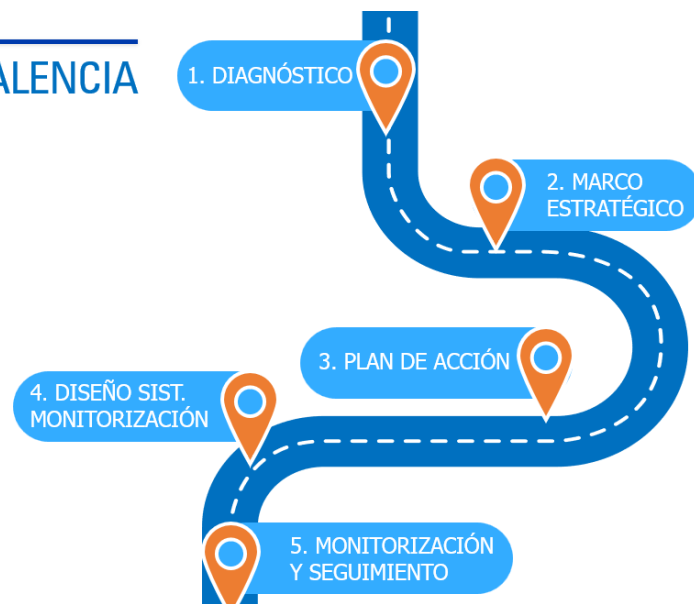 ALENCIA
1. DIAGNÓSTICO
2. MARCO
ESTRATÉGICO
3. PLAN DE ACCIÓN
4. DISEÑO SIST.
MONITORIZACIÓN
5. MONITORIZACIÓN
Y SEGUIMIENTO